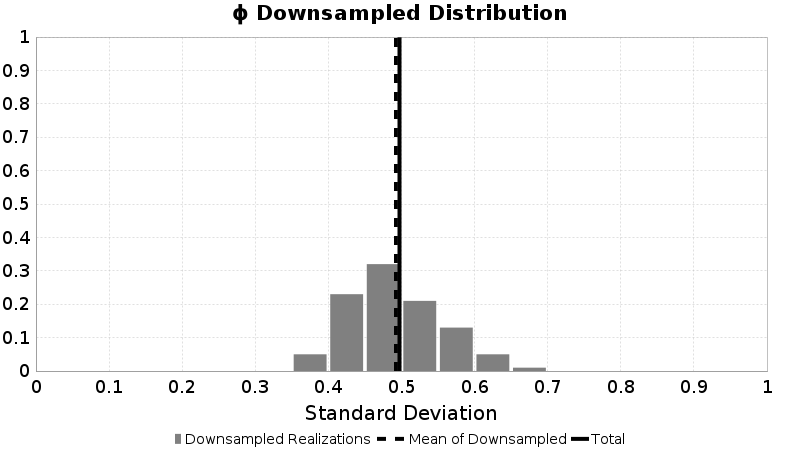 ϕ Downsampled Distribution
1
0.9
0.8
0.7
0.6
0.5
0.4
0.3
0.2
0.1
0
0 0.1 0.2 0.3 0.4 0.5 0.6 0.7 0.8 0.9 1
Standard Deviation
Downsampled Realizations Mean of Downsampled Total